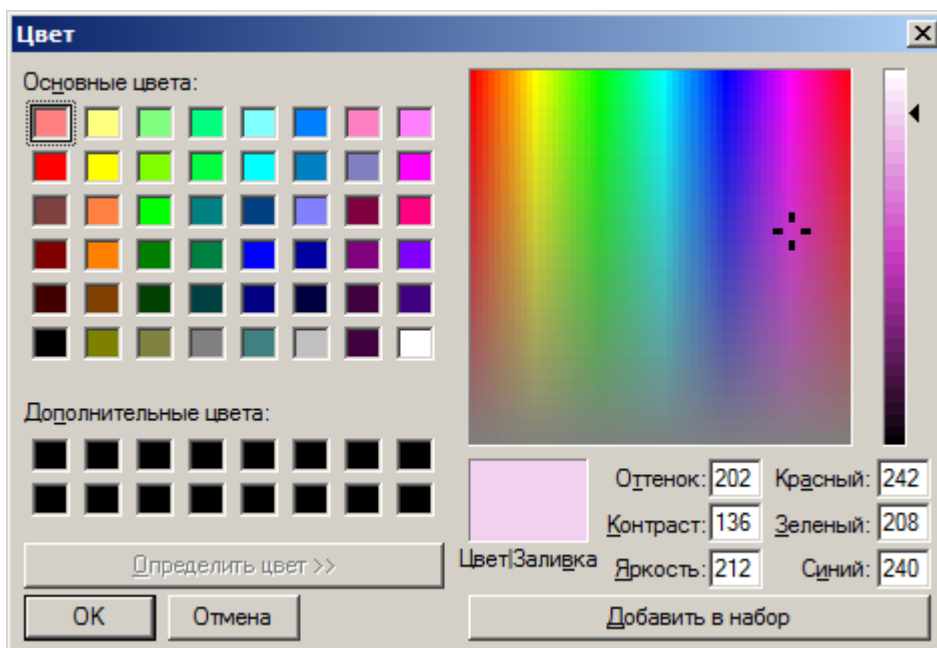 Цвет
Основные цвета:
Дополнительные цвета:
Определить цвет >>
OK
Отмена
Цвет|Заливка
Оттенок: 202
Контраст: 136
Яркость: 212
Красный: 242
Зеленый: 208
Синий: 240
Добавить в набор